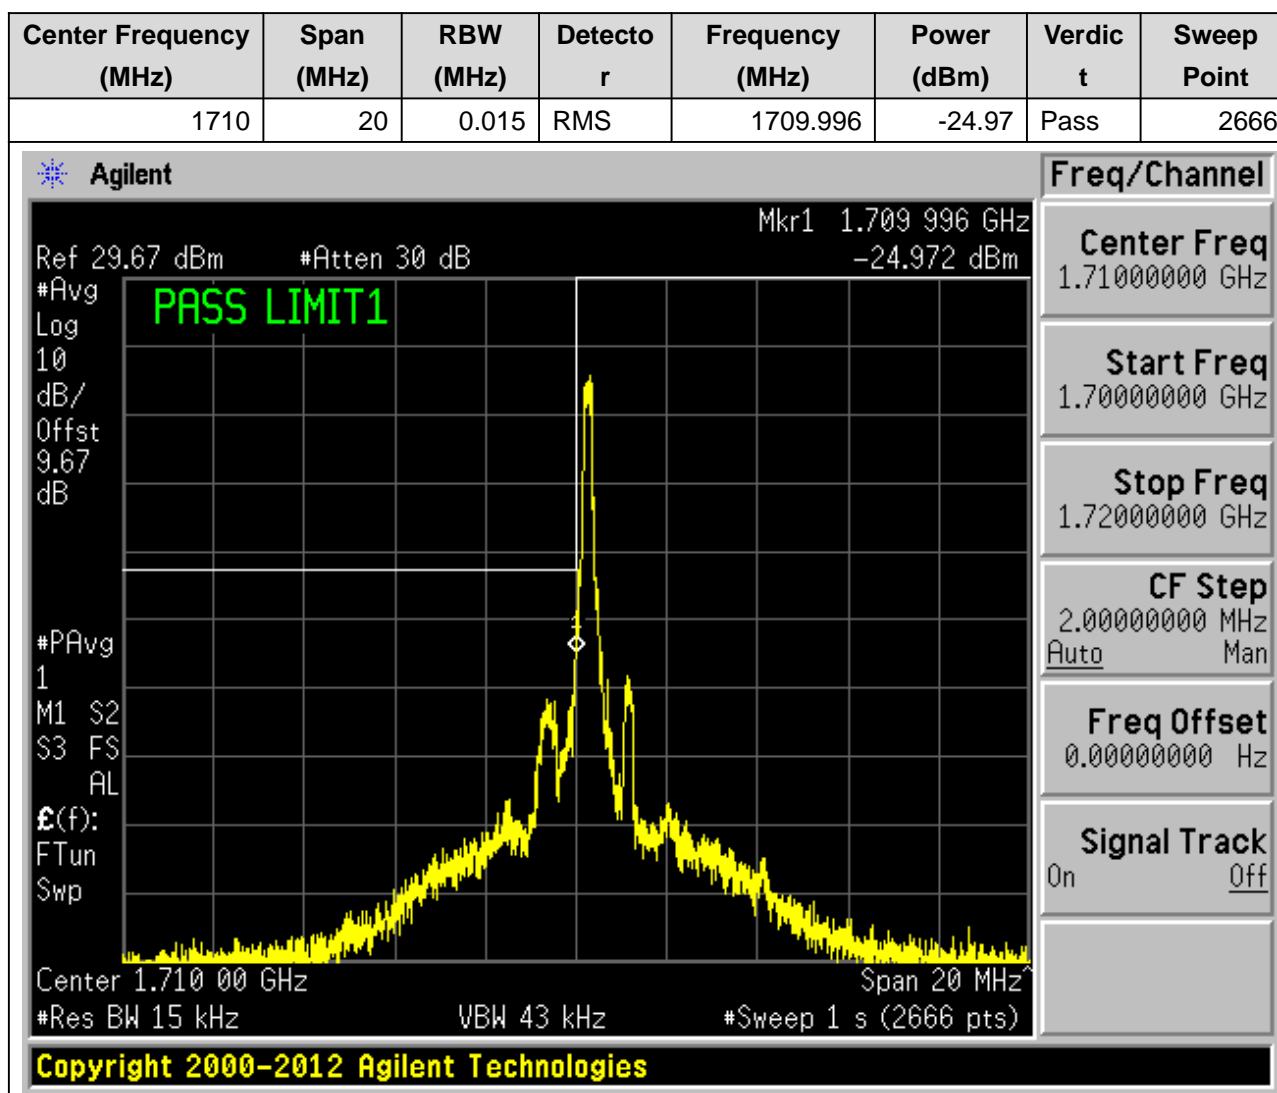 Center Frequency (MHz) Span (MHz) RBW (MHz) Detector Frequency (MHz) Power (dBm) Verdict Sweep Point
1710 20 0.015 RMS 1709.996 -24.97 Pass 2666
Agilent
Freq/Channel
Mkr1 1.709 996 GHz
Ref 29.67 dBm #Atten 30 dB -24.972 dBm
#Avg
Log
10
dB/
Offst
9.67
dB
PASS LIMIT1
1
#PAvg
1
M1 S2
S3 FS
AL
£(f):
FTun
Swp
Center 1.710 00 GHz Span 20 MHz^
#Res BW 15 kHz VBW 43 kHz #Sweep 1 s (2666 pts)
Center Freq
1.71000000 GHz
Start Freq
1.70000000 GHz
Stop Freq
1.72000000 GHz
CF Step
2.00000000 MHz
Auto Man
Freq Offset
0.00000000 Hz
Signal Track
On Off
Copyright 2000-2012 Agilent Technologies